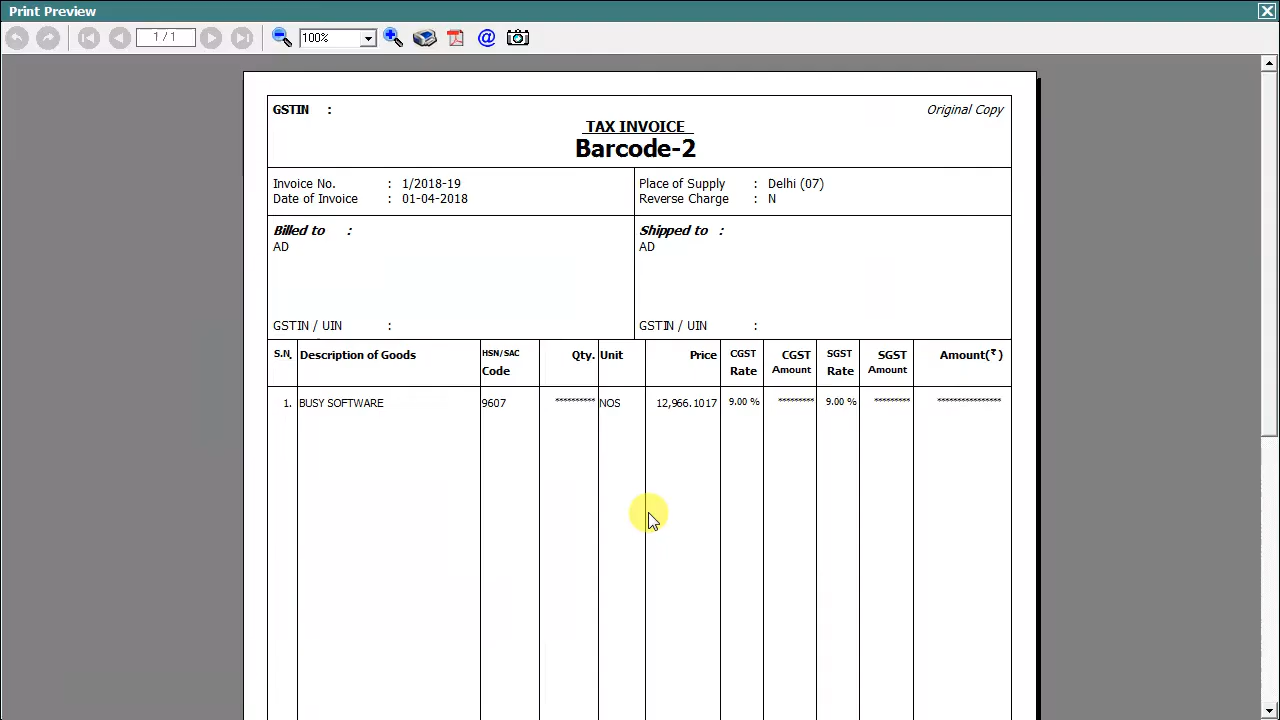 Print Preview
1 / 1
100%
GSTIN :
Original Copy
TAX INVOICE
Barcode-2
Invoice No. : 1/2018-19
Date of Invoice : 01-04-2018
Place of Supply : Delhi (07)
Reverse Charge : N
Billed to :
AD
GSTIN / UIN :
Shipped to :
AD
GSTIN / UIN :
S.N. Description of Goods HSN/SAC Code Qty. Unit Price CGST Rate CGST Amount SGST Rate SGST Amount Amount(₹)
1. BUSY SOFTWARE 9607 ********** NOS 12,966.1017 9.00 % ********* 9.00 % ********* ****************